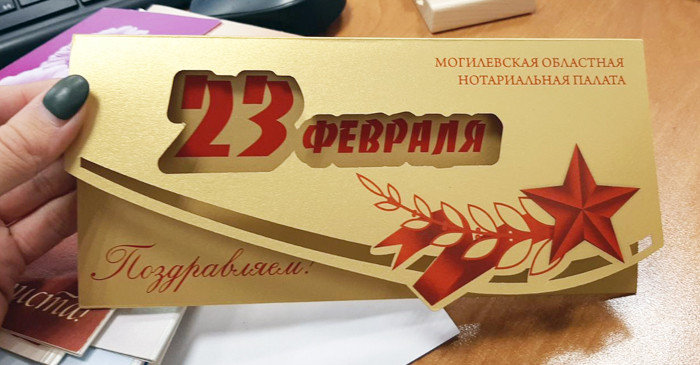 МОГИЛЕВСКАЯ ОБЛАСТНАЯ
НОТАРИАЛЬНАЯ ПАЛАТА
23 ФЕВРАЛЯ
Поздравляем!